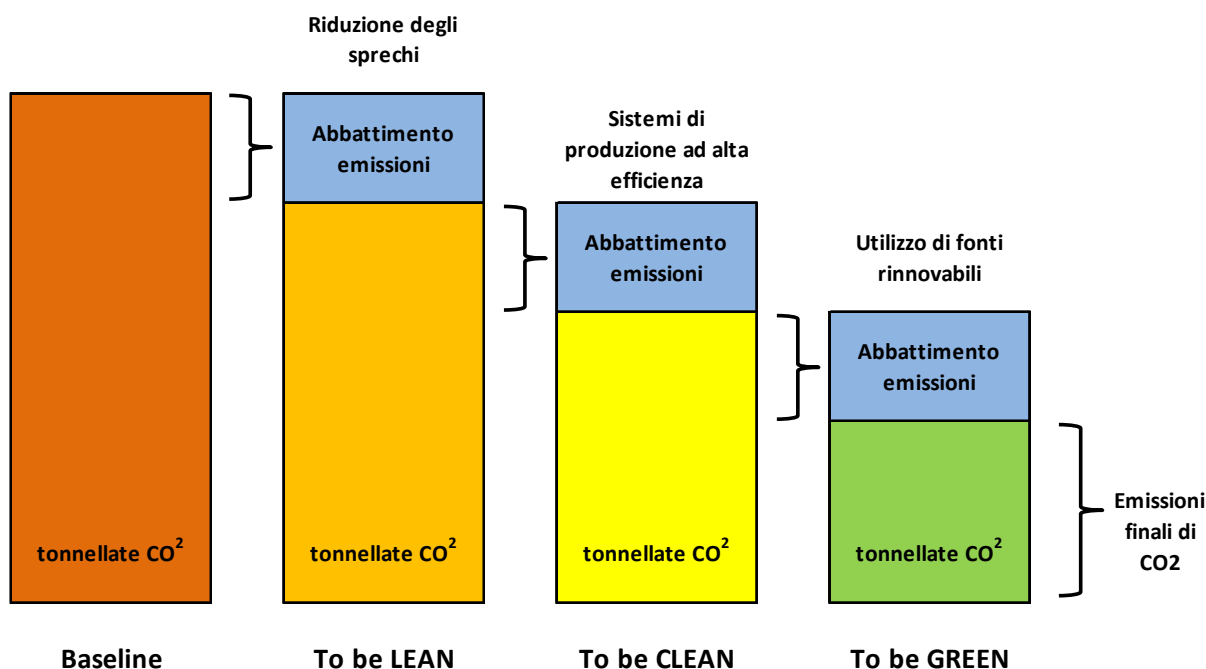 Riduzione degli
sprechi
Abbattimento
emissioni
Sistemi di
produzione ad alta
efficienza
Abbattimento
emissioni
Utilizzo di fonti
rinnovabili
Abbattimento
emissioni
tonnellate CO²
tonnellate CO²
tonnellate CO²
tonnellate CO²
Emissioni
finali di
CO2
Baseline
To be LEAN
To be CLEAN
To be GREEN